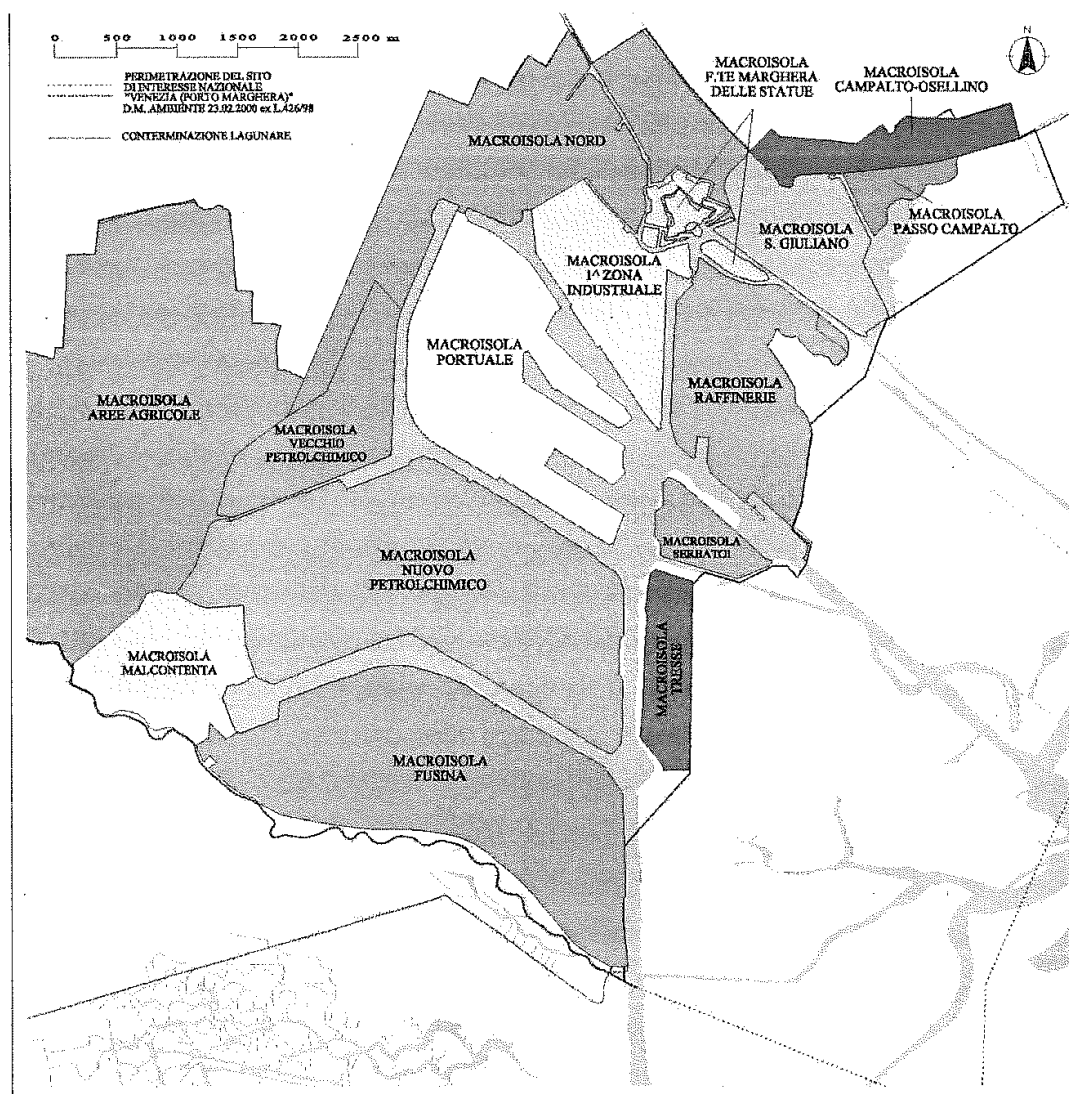 0 500 1000 1500 2000 2500 m
PERIMETRAZIONE DEL SITO
DI INTERESSE NAZIONALE
"VENEZIA (PORTO MARGHERA)"
D.M. AMBIENTE 23.02.2000 ex L.426/98
CONTERMINAZIONE LAGUNARE
N
MACROISOLA
F.TE MARGHERA
DELLE STATUE
MACROISOLA
CAMPALTO-OSELLINO
MACROISOLA NORD
MACROISOLA
PASSO CAMPALTO
MACROISOLA
S. GIULIANO
MACROISOLA
1^ ZONA
INDUSTRIALE
MACROISOLA
PORTUALE
MACROISOLA
RAFFINERIE
MACROISOLA
AREE AGRICOLE
MACROISOLA
VECCHIO
PETROLCHIMICO
MACROISOLA
SERBATOI
MACROISOLA
NUOVO
PETROLCHIMICO
MACROISOLA
TRESSE
MACROISOLA
MALCONTENTA
MACROISOLA
FUSINA